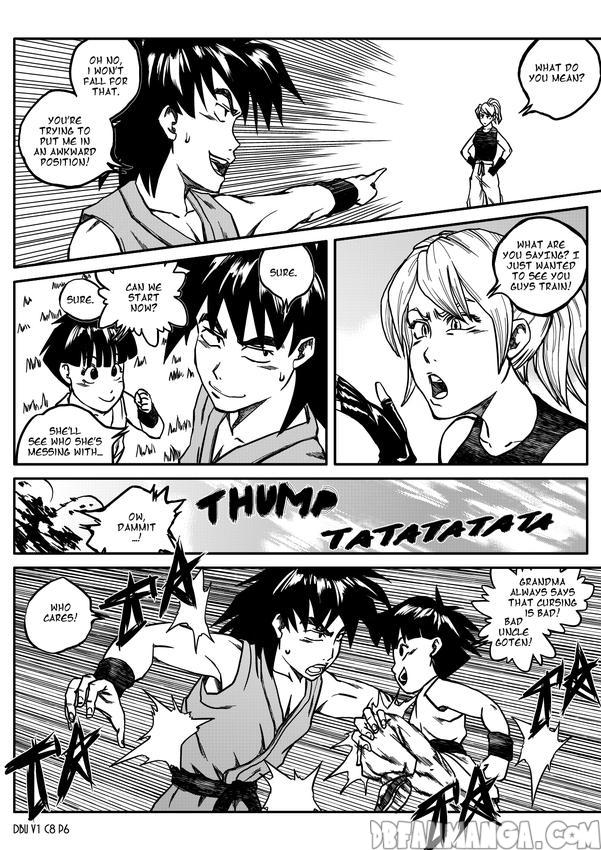 OH NO,
I WON'T
FALL FOR
THAT.
YOU'RE
TRYING TO
PUT ME IN
AN AWKWARD
POSITION!
WHAT DO
YOU MEAN?
SURE.
CAN WE
START
NOW?
SURE.
SHE'LL
SEE WHO SHE'S
MESSING WITH...
WHAT ARE
YOU SAYING? I
JUST WANTED
TO SEE YOU
GUYS TRAIN!
OW,
DAMMIT
...!
THUMP
TATATATATA
WHO
CARES!
GRANDMA
ALWAYS SAYS
THAT CURSING
IS BAD!
BAD
UNCLE
GOTEN!
TA
TA
TA
TA
TA
DBU V1 C8 P6
DBFANMANGA.COM